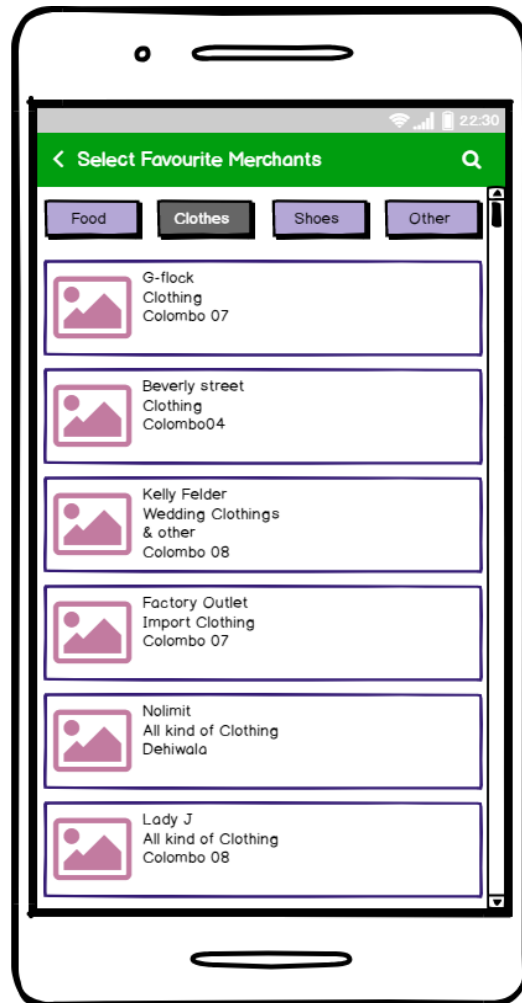 22:30
Select Favourite Merchants
Food Clothes Shoes Other
G-flock
Clothing
Colombo 07
Beverly street
Clothing
Colombo04
Kelly Felder
Wedding Clothings
& other
Colombo 08
Factory Outlet
Import Clothing
Colombo 07
Nolimit
All kind of Clothing
Dehiwala
Lady J
All kind of Clothing
Colombo 08